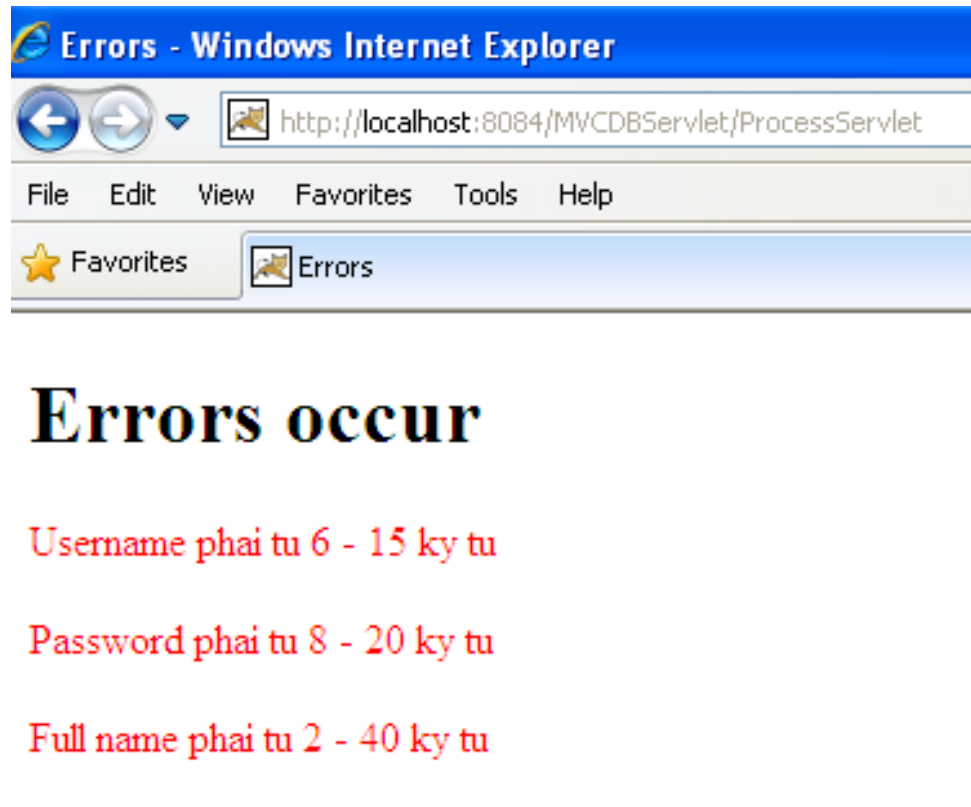 Errors - Windows Internet Explorer
http://localhost:8084/MVCDBServlet/ProcessServlet
File Edit View Favorites Tools Help
Favorites Errors
Errors occur
Username phai tu 6 - 15 ky tu
Password phai tu 8 - 20 ky tu
Full name phai tu 2 - 40 ky tu